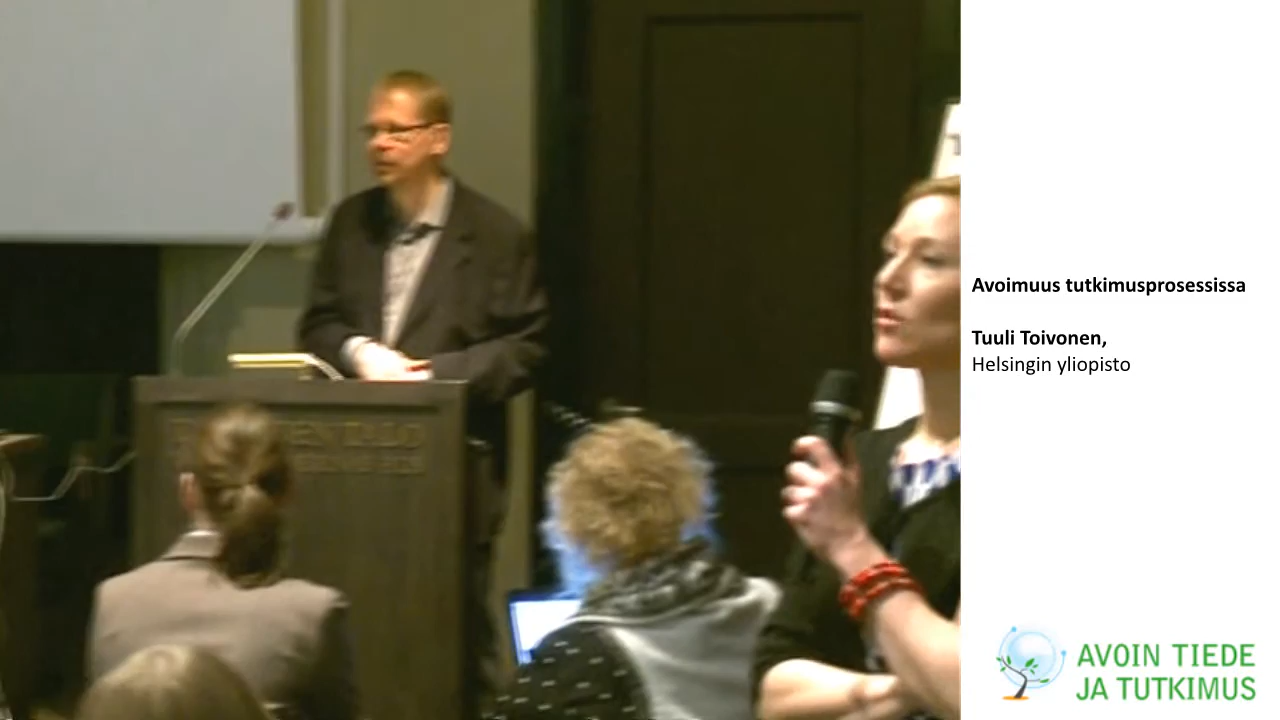 Avoimuus tutkimusprosessissa
Tuuli Toivonen,
Helsingin yliopisto
AVOIN TIEDE
JA TUTKIMUS